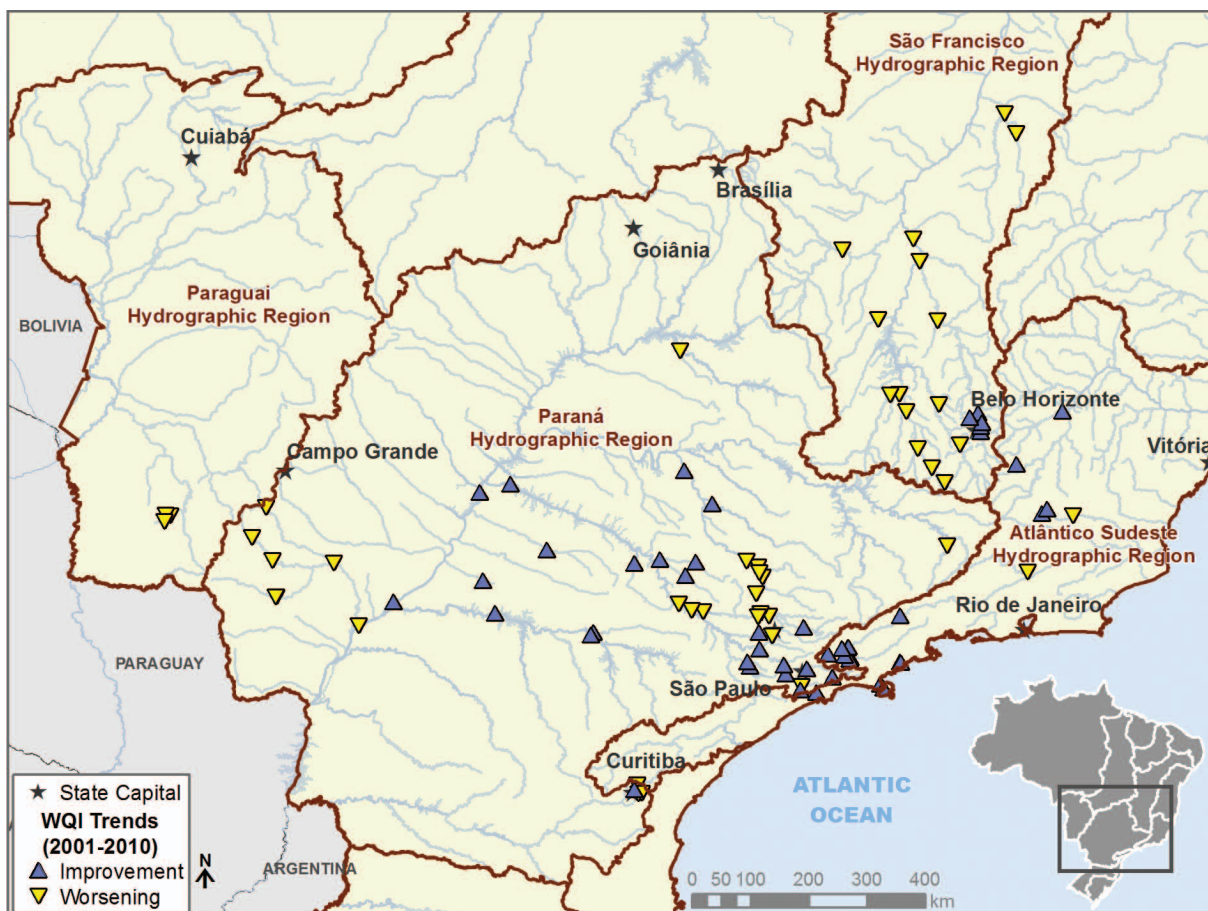 São Francisco
Hydrographic Region
Cuiabá
Brasília
Goiânia
Paraguai
Hydrographic Region
BOLIVIA
Belo Horizonte
Paraná
Hydrographic Region
Campo Grande
Vitória
Atlântico Sudeste
Hydrographic Region
Rio de Janeiro
PARAGUAY
São Paulo
Curitiba
ATLANTIC
OCEAN
State Capital
WQI Trends
(2001-2010)
Improvement
Worsening
N
ARGENTINA
0 50 100 200 300 400
km